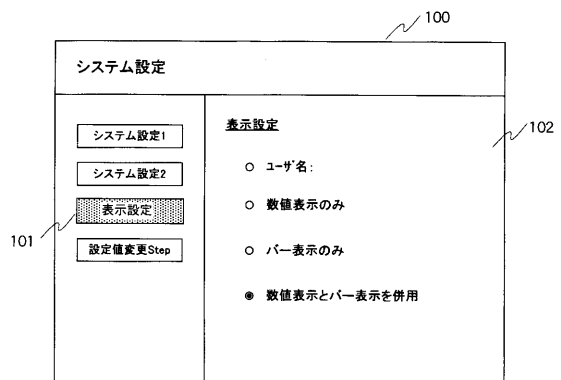 100
システム設定
102
システム設定1
システム設定2
表示設定
設定値変更Step
101
表示設定
ユーザ名:
数値表示のみ
バー表示のみ
数値表示とバー表示を併用